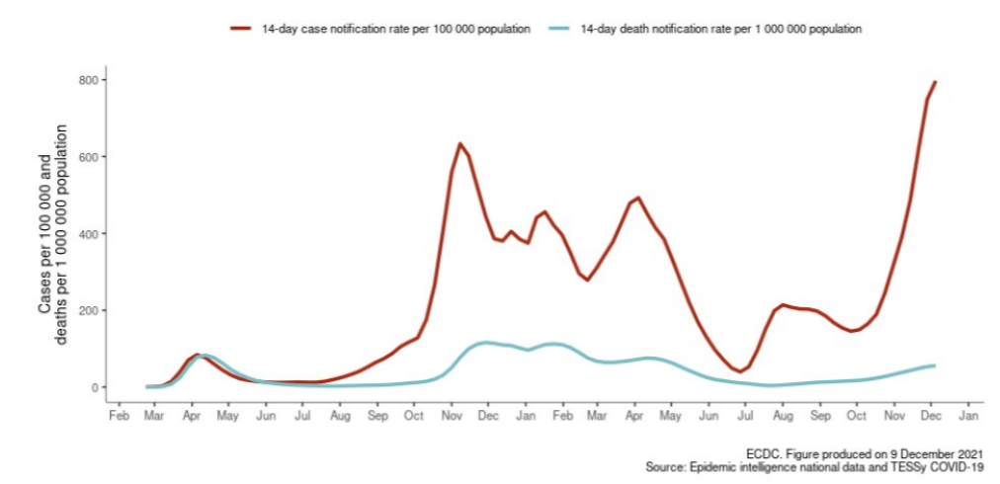 14-day case notification rate per 100 000 population 14-day death notification rate per 1 000 000 population
Cases per 100 000 and
deaths per 1 000 000 population
800
600
400
200
0
Feb Mar Apr May Jun Jul Aug Sep Oct Nov Dec Jan Feb Mar Apr May Jun Jul Aug Sep Oct Nov Dec Jan
ECDC. Figure produced on 9 December 2021
Source: Epidemic intelligence national data and TESSy COVID-19